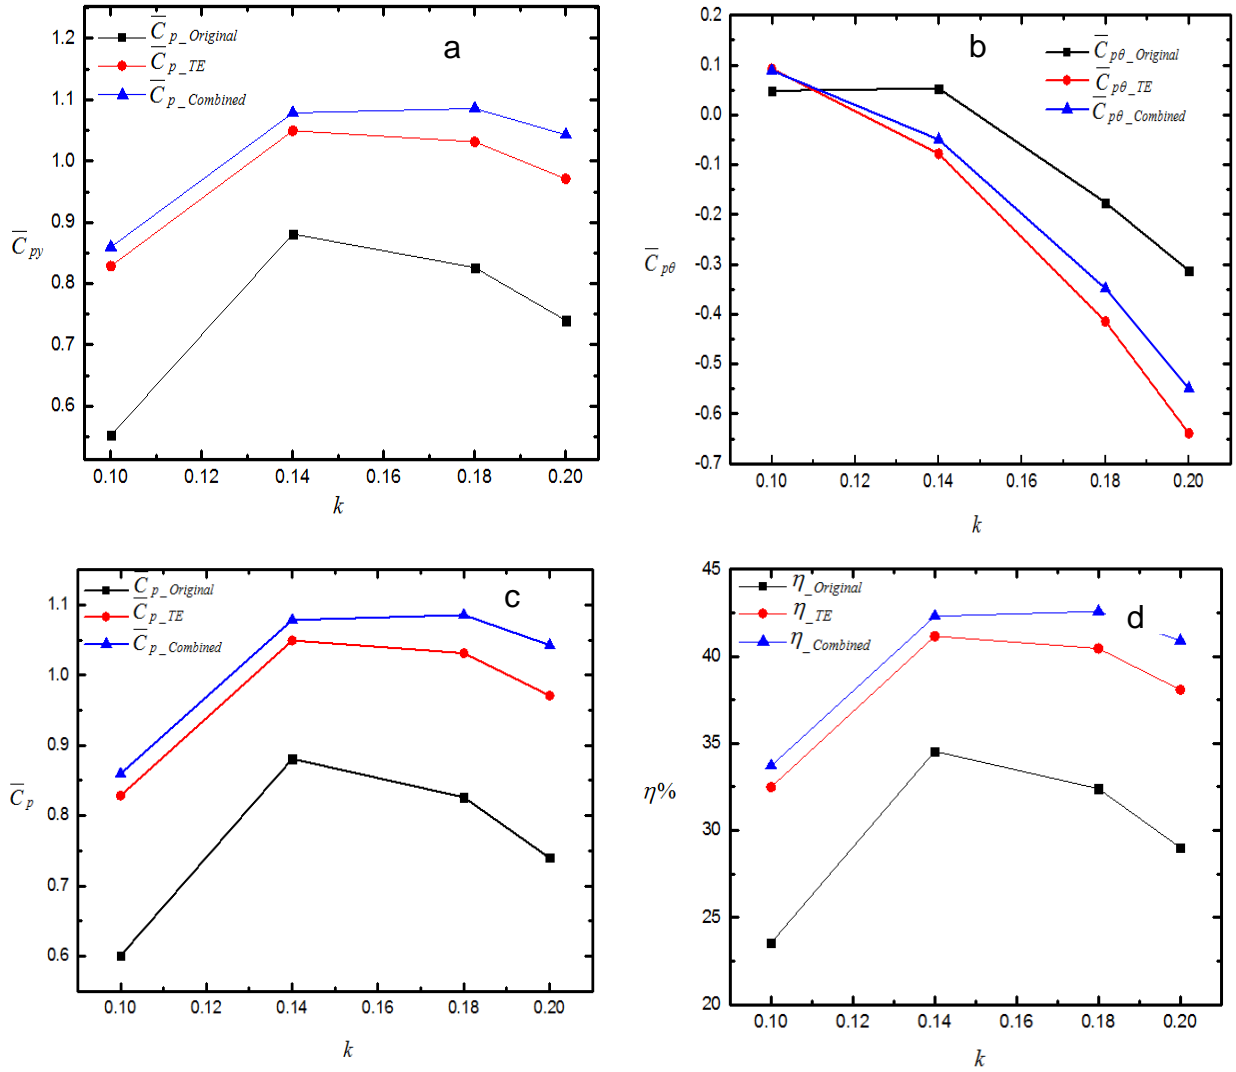 a
C̅ p_Original
C̅ p_TE
C̅ p_Combined
1.2
1.1
1.0
0.9
0.8
0.7
0.6
C̅ py
0.10 0.12 0.14 0.16 0.18 0.20
k
b
C̅ pθ_Original
C̅ pθ_TE
C̅ pθ_Combined
0.2
0.1
0.0
-0.1
-0.2
-0.3
-0.4
-0.5
-0.6
-0.7
C̅ pθ
0.10 0.12 0.14 0.16 0.18 0.20
k
c
C̅ p_Original
C̅ p_TE
C̅ p_Combined
1.1
1.0
0.9
0.8
0.7
0.6
C̅ p
0.10 0.12 0.14 0.16 0.18 0.20
k
d
η_Original
η_TE
η_Combined
45
40
35
30
25
20
η%
0.10 0.12 0.14 0.16 0.18 0.20
k